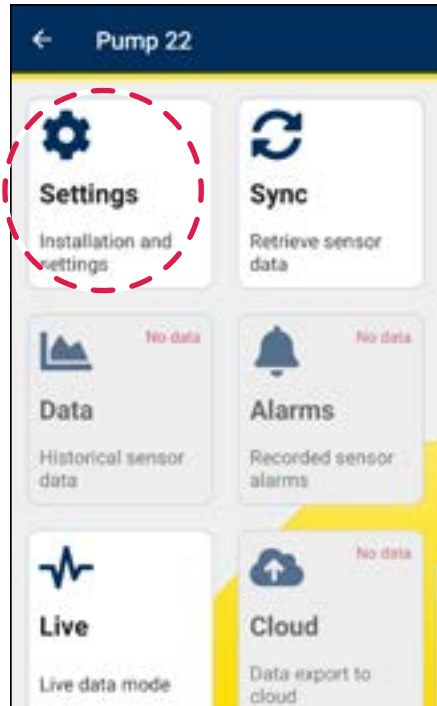 Pump 22
Settings
Installation and
settings
Sync
Retrieve sensor
data
No data
Data
Historical sensor
data
No data
Alarms
Recorded sensor
alarms
Live
Live data mode
No data
Cloud
Data export to
cloud